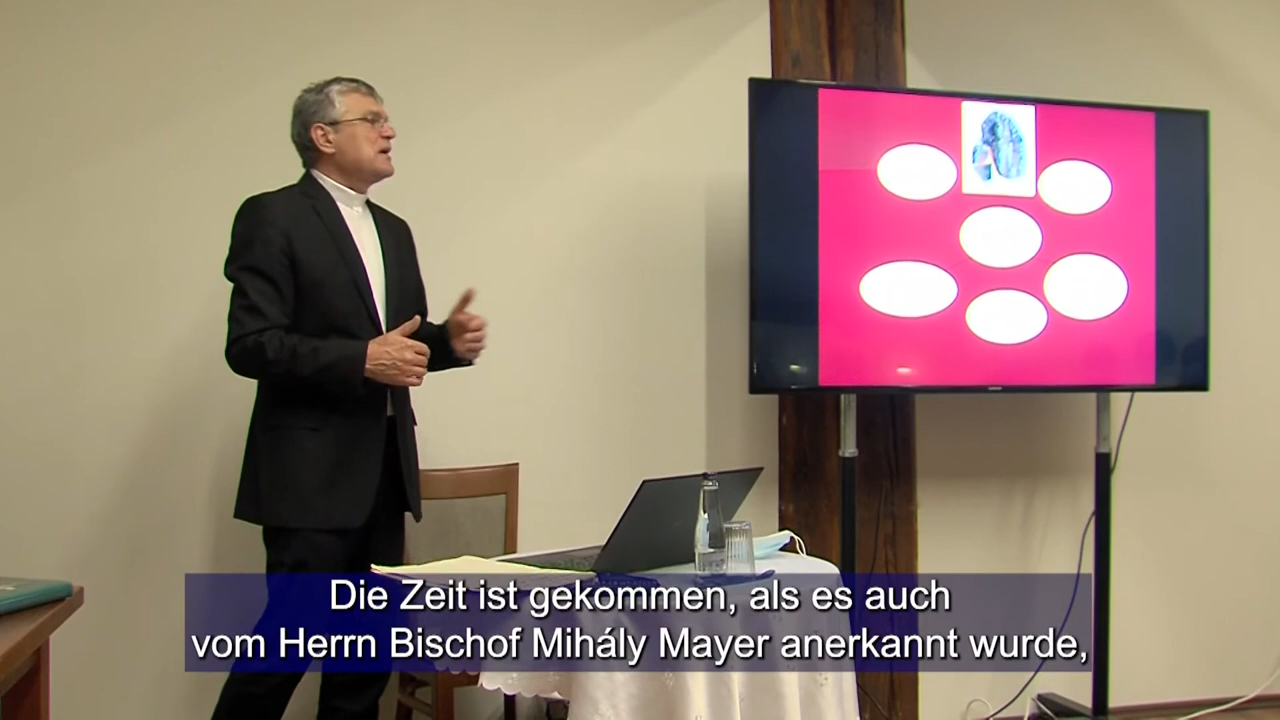 Die Zeit ist gekommen, als es auch
vom Herrn Bischof Mihály Mayer anerkannt wurde,